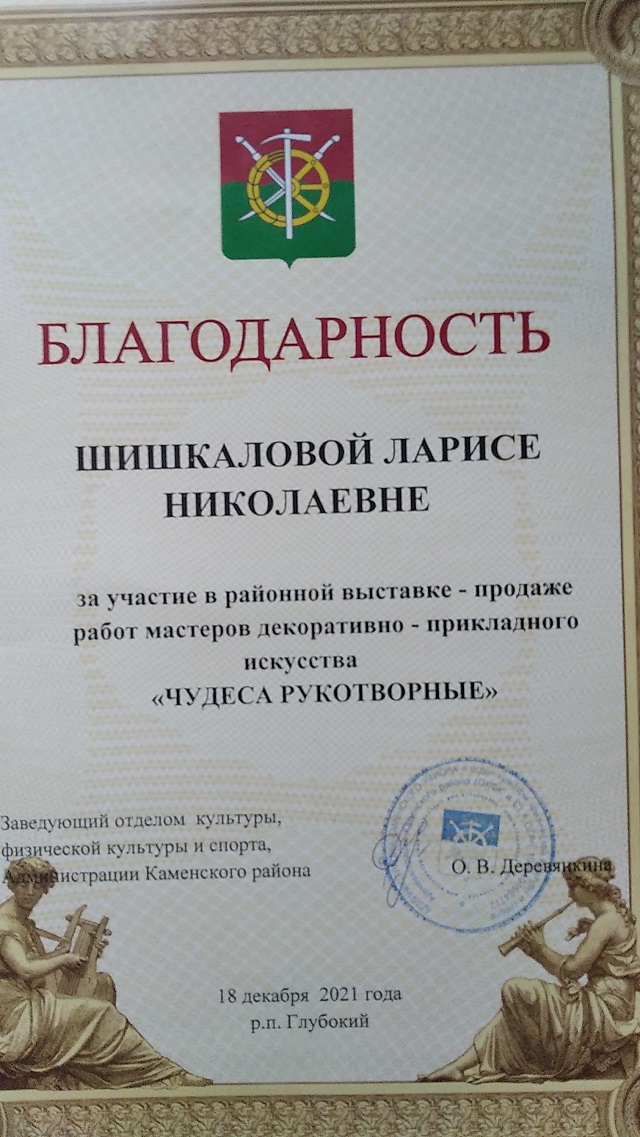 БЛАГОДАРНОСТЬ
ШИШКАЛОВОЙ ЛАРИСЕ
НИКОЛАЕВНЕ
за участие в районной выставке - продаже
работ мастеров декоративно - прикладного
искусства
«ЧУДЕСА РУКОТВОРНЫЕ»
Заведующий отделом культуры,
физической культуры и спорта,
Администрации Каменского района
О. В. Деревянкина
18 декабря 2021 года
р.п. Глубокий